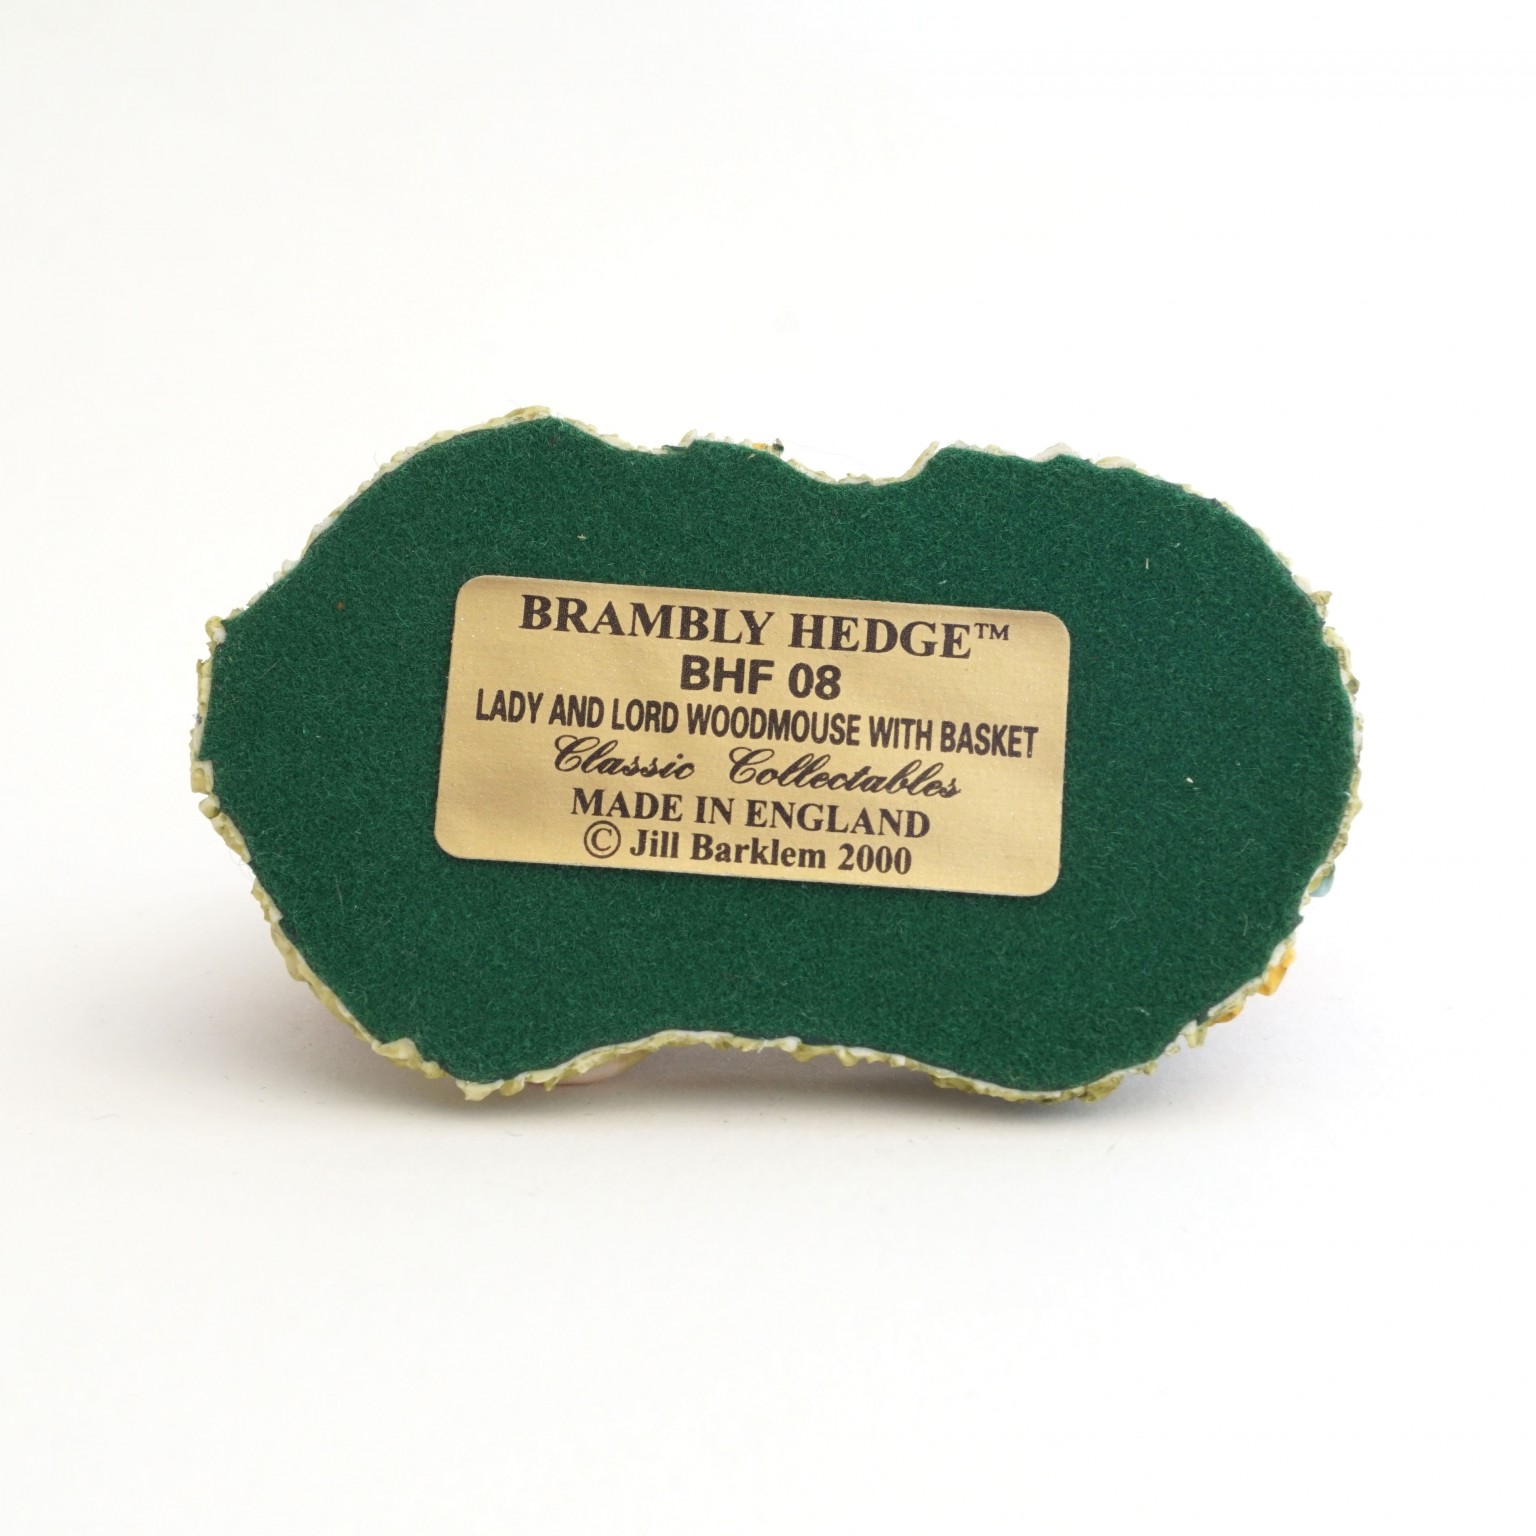 BRAMBLY HEDGE™
BHF 08
LADY AND LORD WOODMOUSE WITH BASKET
Classic Collectables
MADE IN ENGLAND
© Jill Barklem 2000